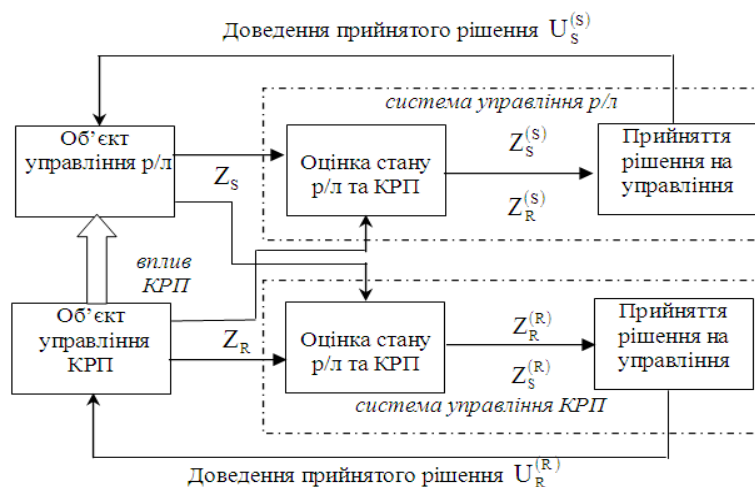 Доведення прийнятого рішення U_S^(S)
система управління р/л
Об’єкт
управління р/л
Z_S
Оцінка стану
р/л та КРП
Z_S^(S)
Z_R^(S)
Прийняття
рішення на
управління
вплив
КРП
Об’єкт
управління
КРП
Z_R
Оцінка стану
р/л та КРП
Z_R^(R)
Z_S^(R)
Прийняття
рішення на
управління
система управління КРП
Доведення прийнятого рішення U_R^(R)